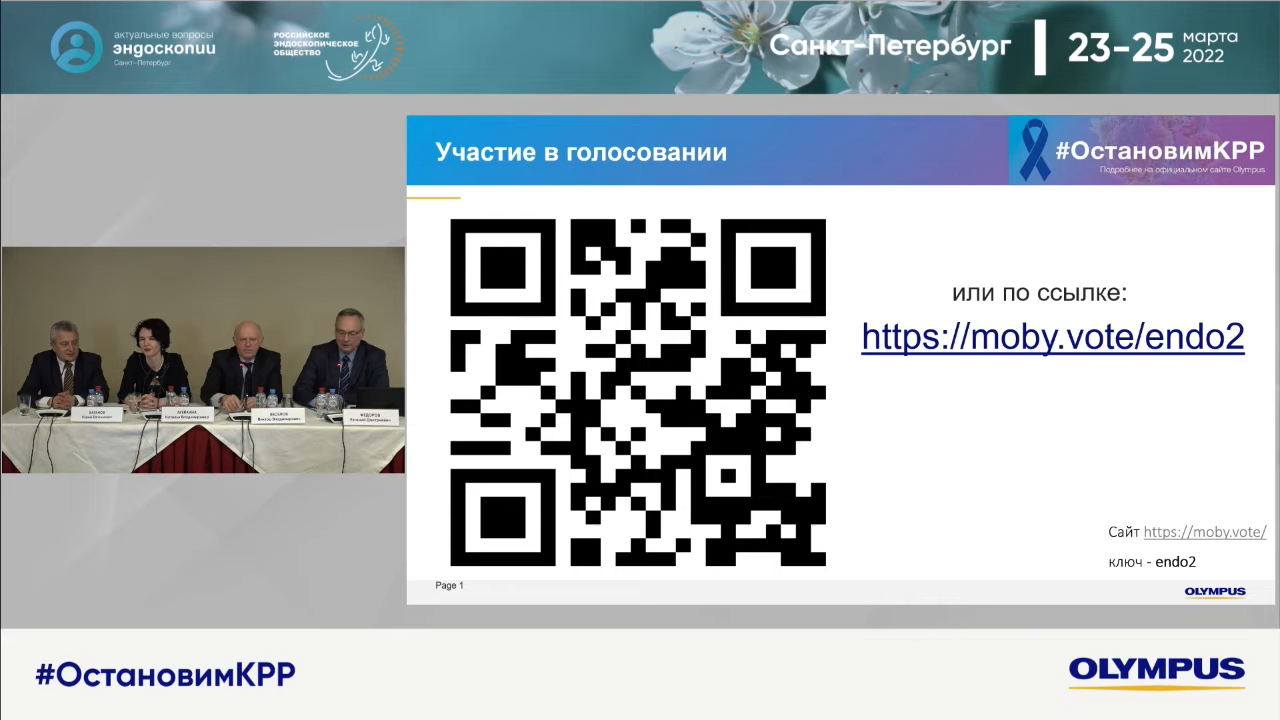 актуальные вопросы
эндоскопии
Санкт-Петербург
РОССИЙСКОЕ
ЭНДОСКОПИЧЕСКОЕ
ОБЩЕСТВО
Санкт-Петербург
23-25
марта
2022
Участие в голосовании
#ОстановимКРР
Подробнее на официальном сайте Olympus
или по ссылке:
https://moby.vote/endo2
Сайт https://moby.vote/
ключ - endo2
Page 1
OLYMPUS
ВЕСЕЛОВ
ФЕДОРОВ
#ОстановимКРР
OLYMPUS